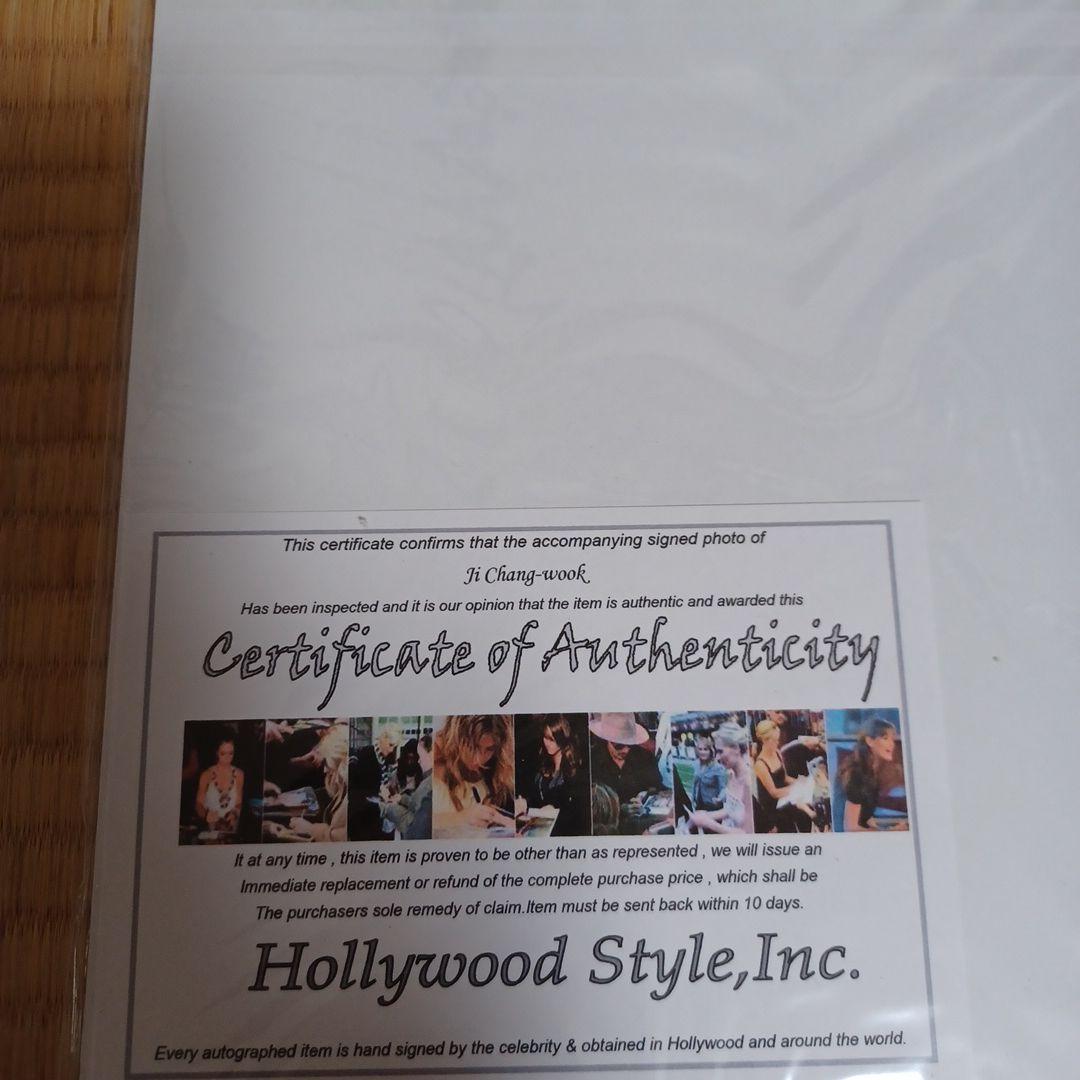 This certificate confirms that the accompanying signed photo of
Ji Chang-wook
Has been inspected and it is our opinion that the item is authentic and awarded this
Certificate of Authenticity
It at any time , this item is proven to be other than as represented , we will issue an
Immediate replacement or refund of the complete purchase price , which shall be
The purchasers sole remedy of claim.Item must be sent back within 10 days.
Hollywood Style,Inc.
Every autographed item is hand signed by the celebrity & obtained in Hollywood and around the world.